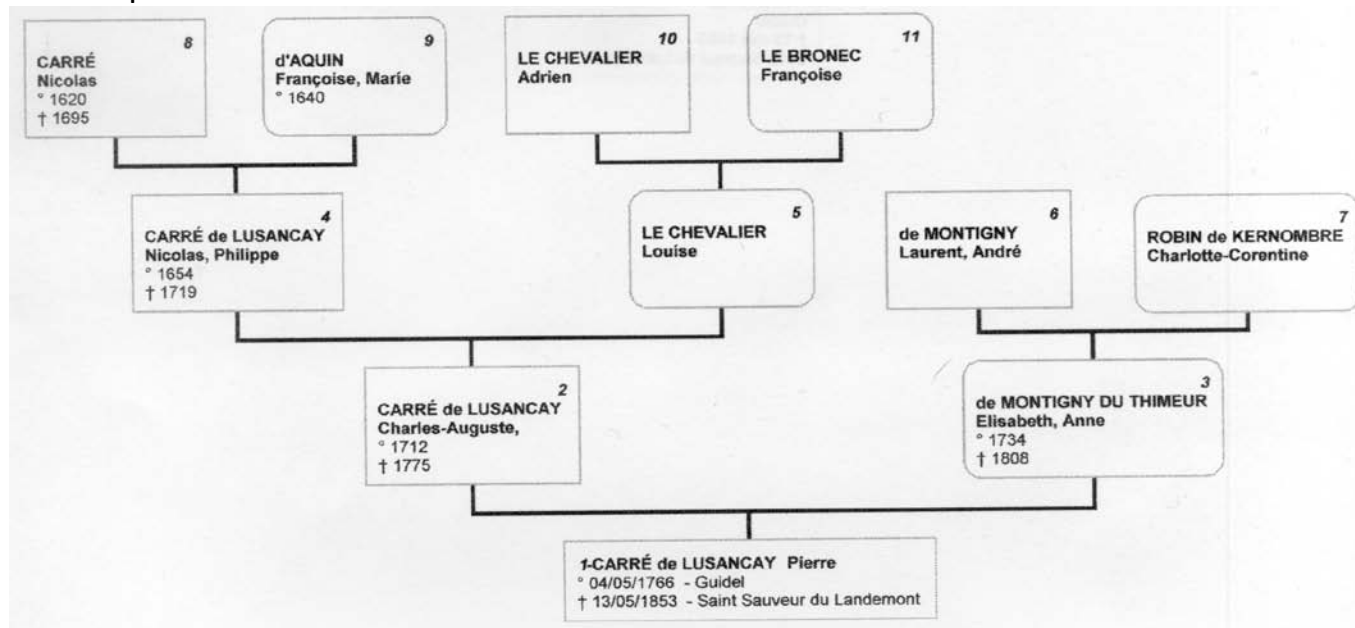 8
CARRÉ
Nicolas
° 1620
† 1695
9
d'AQUIN
Françoise, Marie
° 1640
10
LE CHEVALIER
Adrien
11
LE BRONEC
Françoise
4
CARRÉ de LUSANCAY
Nicolas, Philippe
° 1654
† 1719
5
LE CHEVALIER
Louise
6
de MONTIGNY
Laurent, André
7
ROBIN de KERNOMBRE
Charlotte-Corentine
2
CARRÉ de LUSANCAY
Charles-Auguste,
° 1712
† 1775
3
de MONTIGNY DU THIMEUR
Elisabeth, Anne
° 1734
† 1808
1-CARRÉ de LUSANCAY Pierre
° 04/05/1766 - Guidel
† 13/05/1853 - Saint Sauveur du Landemont